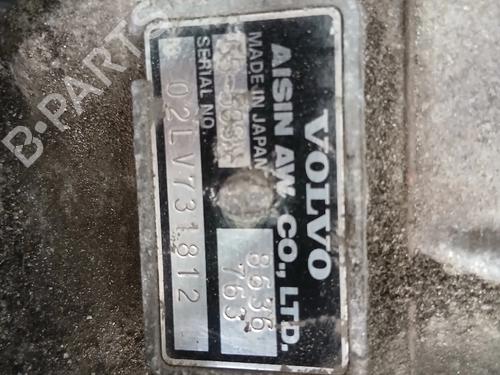 VOLVO
AISIN AW CO., LTD.
MADE IN JAPAN
8636
763
SERIAL NO.
02LV731812
B-PARTS